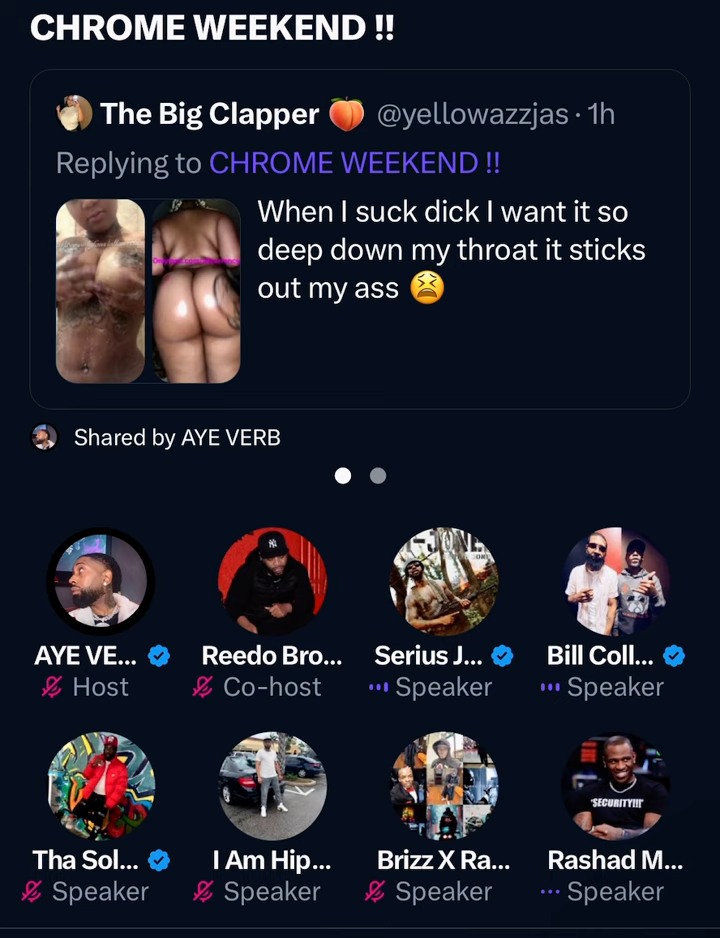 CHROME WEEKEND !!
The Big Clapper 🍑 @yellowazzjas · 1h
Replying to CHROME WEEKEND !!
When I suck dick I want it so
deep down my throat it sticks
out my ass 😫
Shared by AYE VERB
AYE VE... Reedo Bro... Serius J... Bill Coll...
Host Co-host Speaker Speaker
"SECURITY!!!"
Tha Sol... I Am Hip... Brizz X Ra... Rashad M...
Speaker Speaker Speaker Speaker